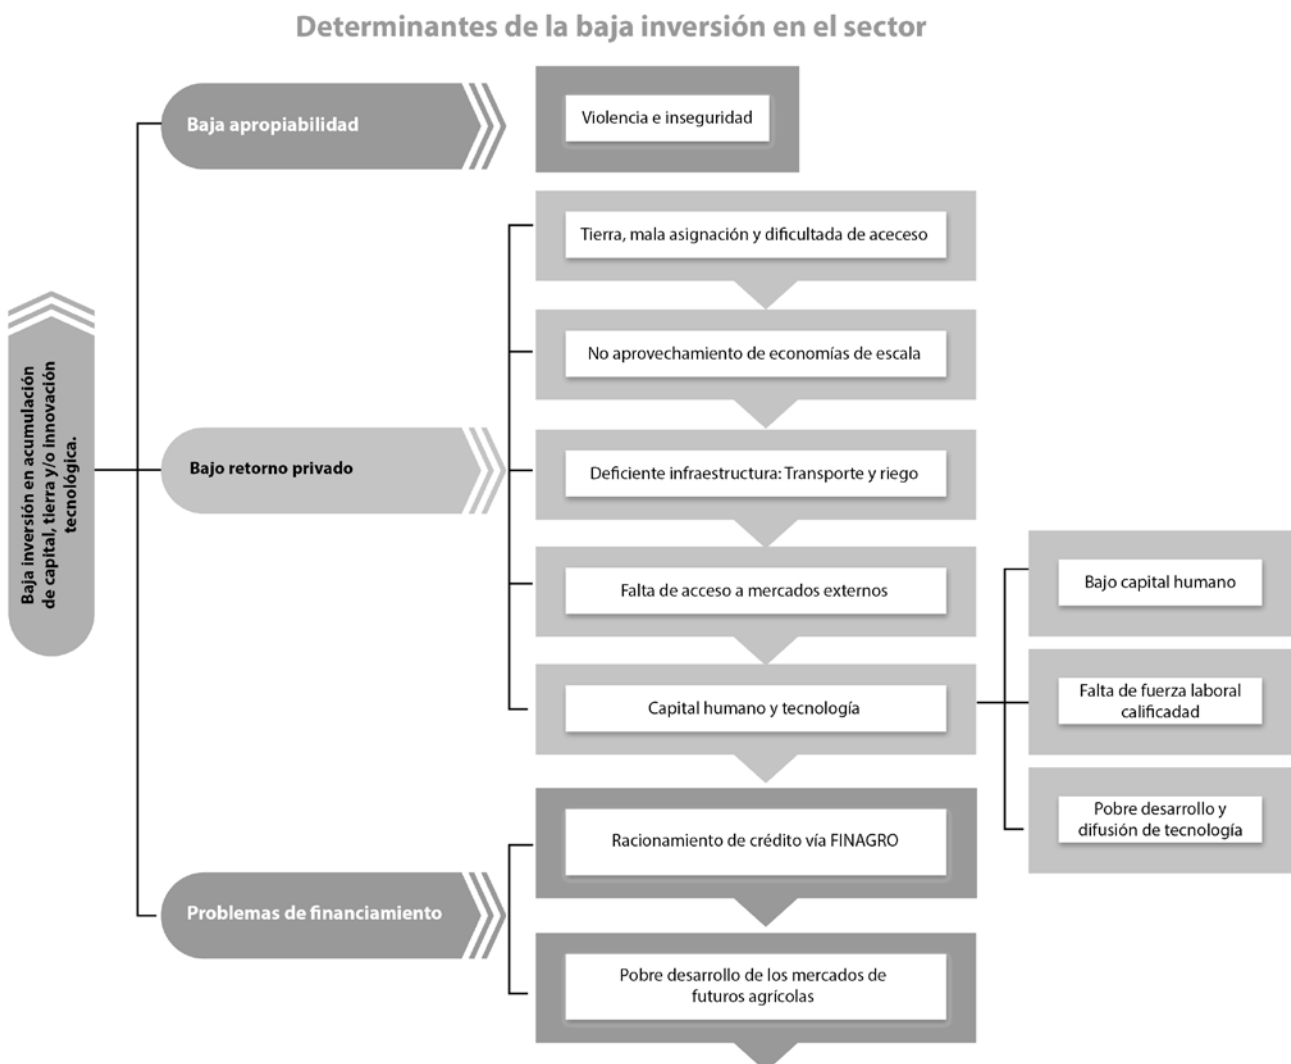 Determinantes de la baja inversión en el sector
Baja inversión en acumulación
de capital, tierra y/o innovación
tecnológica.
Baja apropiabilidad
Violencia e inseguridad
Bajo retorno privado
Tierra, mala asignación y dificultada de aceceso
No aprovechamiento de economías de escala
Deficiente infraestructura: Transporte y riego
Falta de acceso a mercados externos
Capital humano y tecnología
Bajo capital humano
Falta de fuerza laboral
calificadad
Pobre desarrollo y
difusión de tecnología
Problemas de financiamiento
Racionamiento de crédito vía FINAGRO
Pobre desarrollo de los mercados de
futuros agrícolas